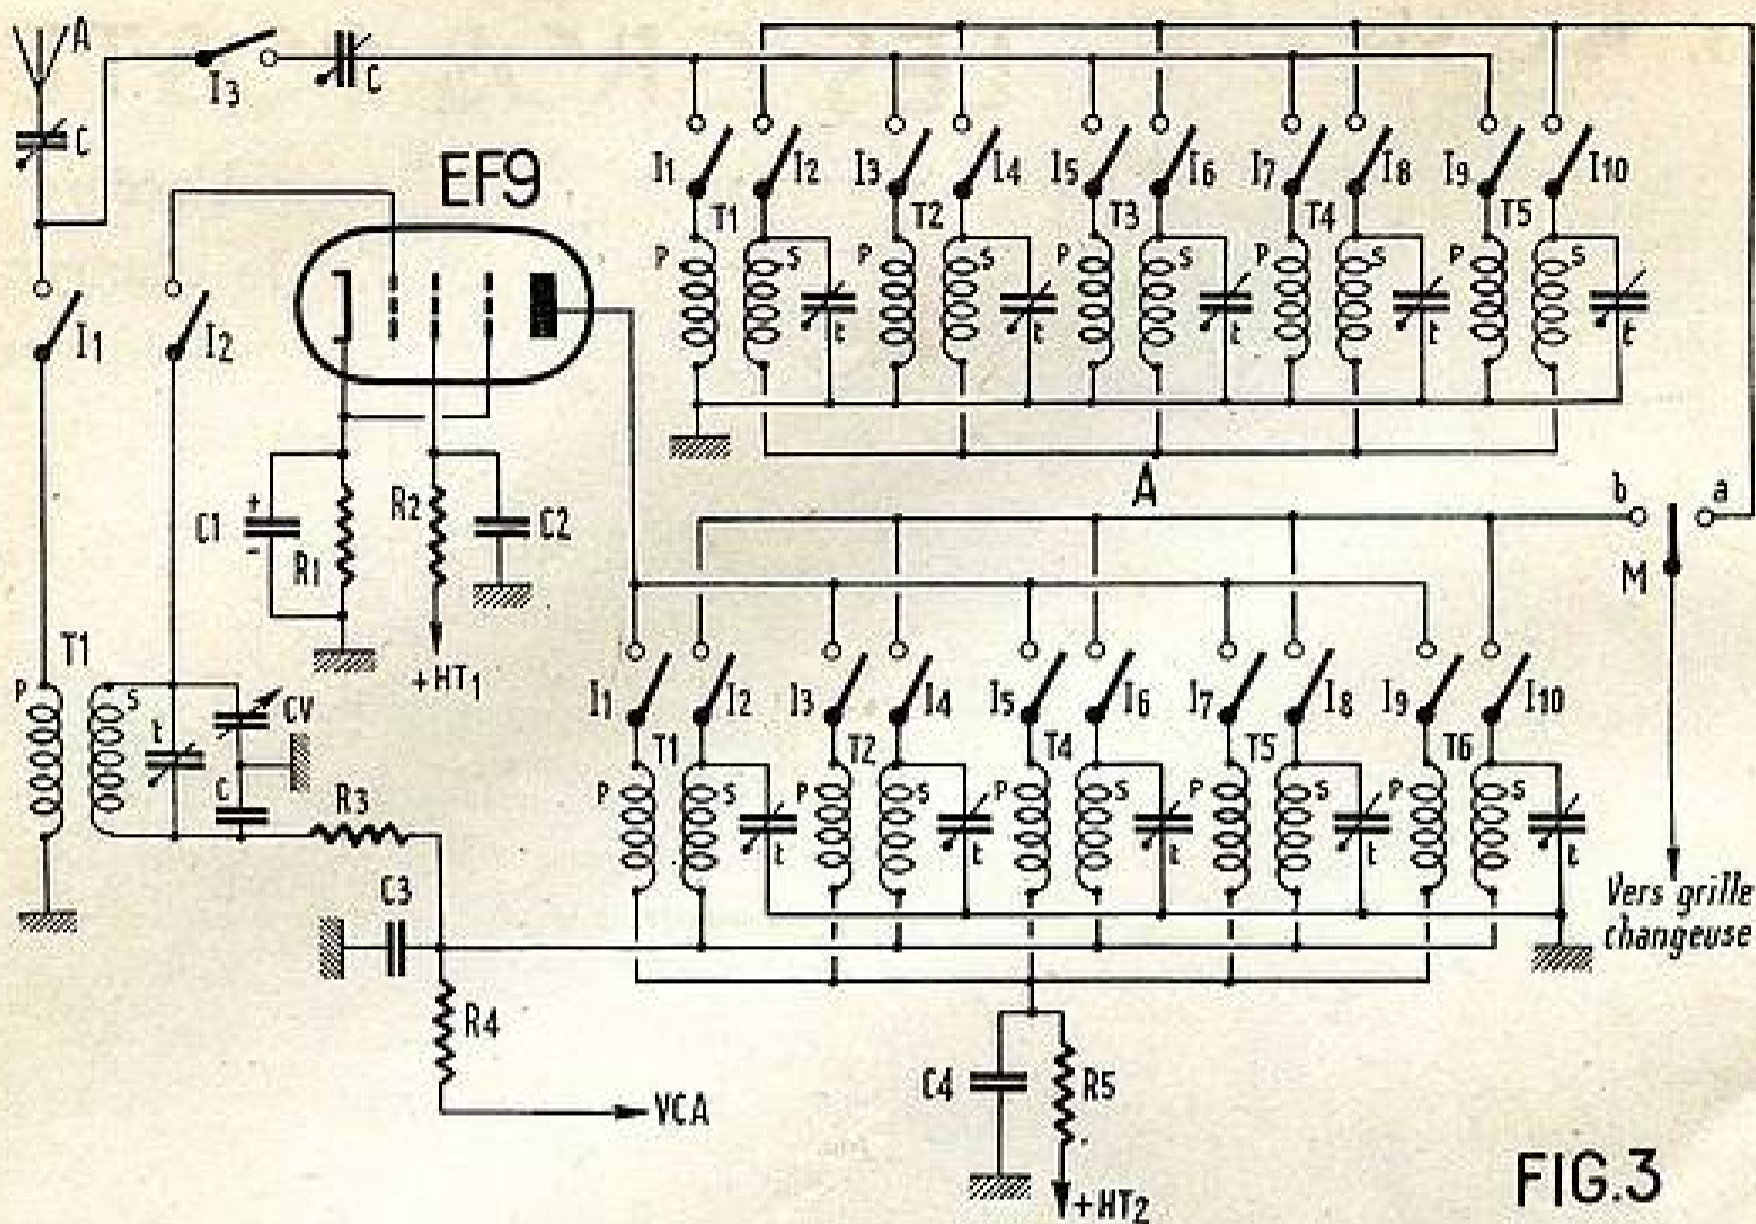 A
I3
C
C
EF9
I1 I2 I3 I4 I5 I6 I7 I8 I9 I10
T1 T2 T3 T4 T5
P S P S P S P S P S
t t t t t
I1 I2
A
b a
M
C1 + - R1 R2 C2
+HT1
T1
P S t CV
C
R3
I1 I2 I3 I4 I5 I6 I7 I8 I9 I10
T1 T2 T4 T5 T6
P S P S P S P S P S
t t t t t
Vers grille
changeuse
C3
R4
VCA
C4 R5
+HT2
FIG.3